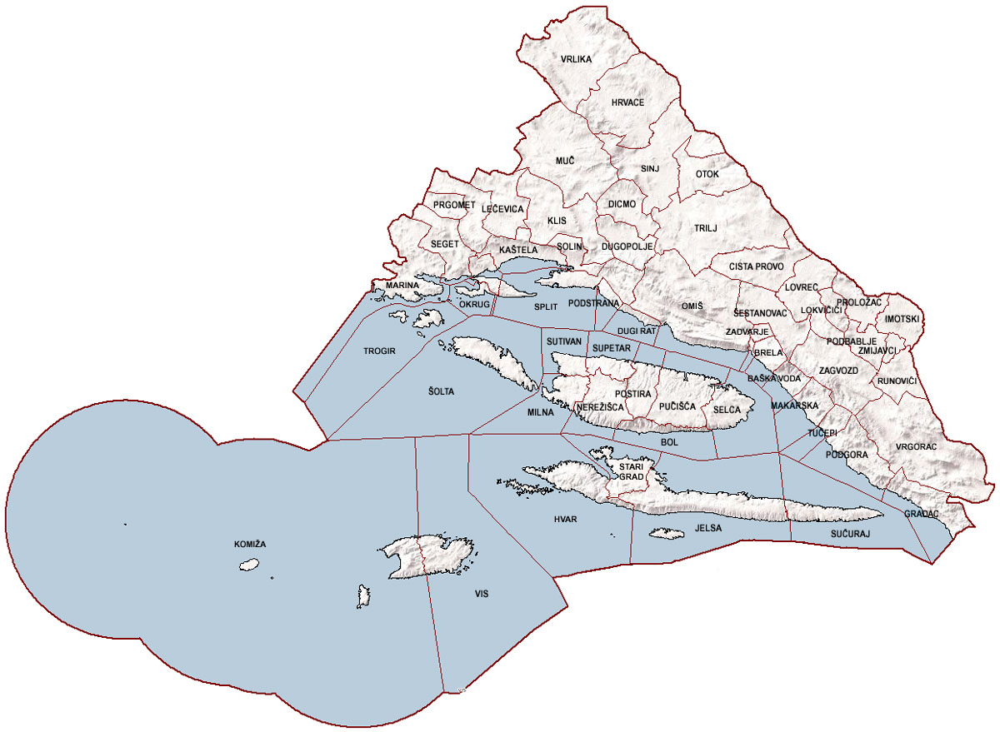 VRLIKA
HRVACE
MUČ
SINJ
OTOK
PRGOMET
LEĆEVICA
DICMO
KLIS
TRILJ
SEGET
KAŠTELA
SOLIN
DUGOPOLJE
CISTA PROVO
MARINA
LOVREĆ
OKRUG
SPLIT
PODSTRANA
OMIŠ
ŠESTANOVAC
LOKVIČIĆI
PROLOŽAC
IMOTSKI
DUGI RAT
ZADVARJE
SUTIVAN
SUPETAR
PODBABLJE
ZMIJAVCI
TROGIR
BRELA
ZAGVOZD
BAŠKA VODA
RUNOVIĆI
ŠOLTA
POSTIRA
MILNA
NEREŽIŠĆA
PUČIŠĆA
SELCA
MAKARSKA
BOL
TUČEPI
PODGORA
VRGORAC
STARI
GRAD
GRADAC
HVAR
JELSA
SUĆURAJ
KOMIŽA
VIS